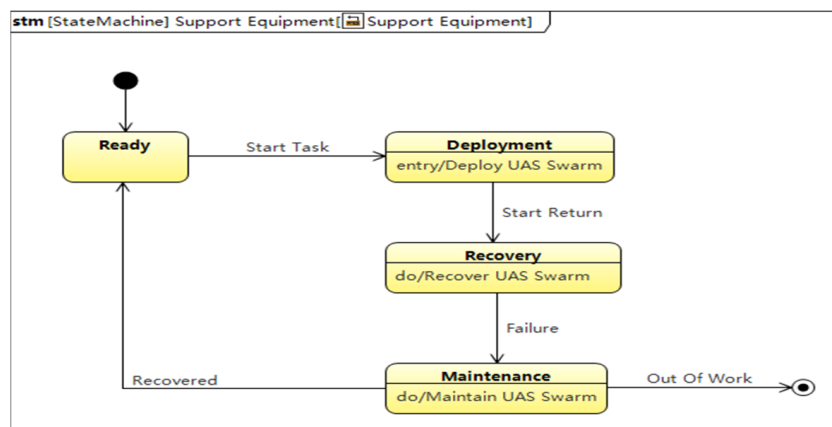 stm [StateMachine] Support Equipment[ Support Equipment]
Ready
Start Task
Deployment
entry/Deploy UAS Swarm
Start Return
Recovery
do/Recover UAS Swarm
Failure
Maintenance
do/Maintain UAS Swarm
Out Of Work
Recovered